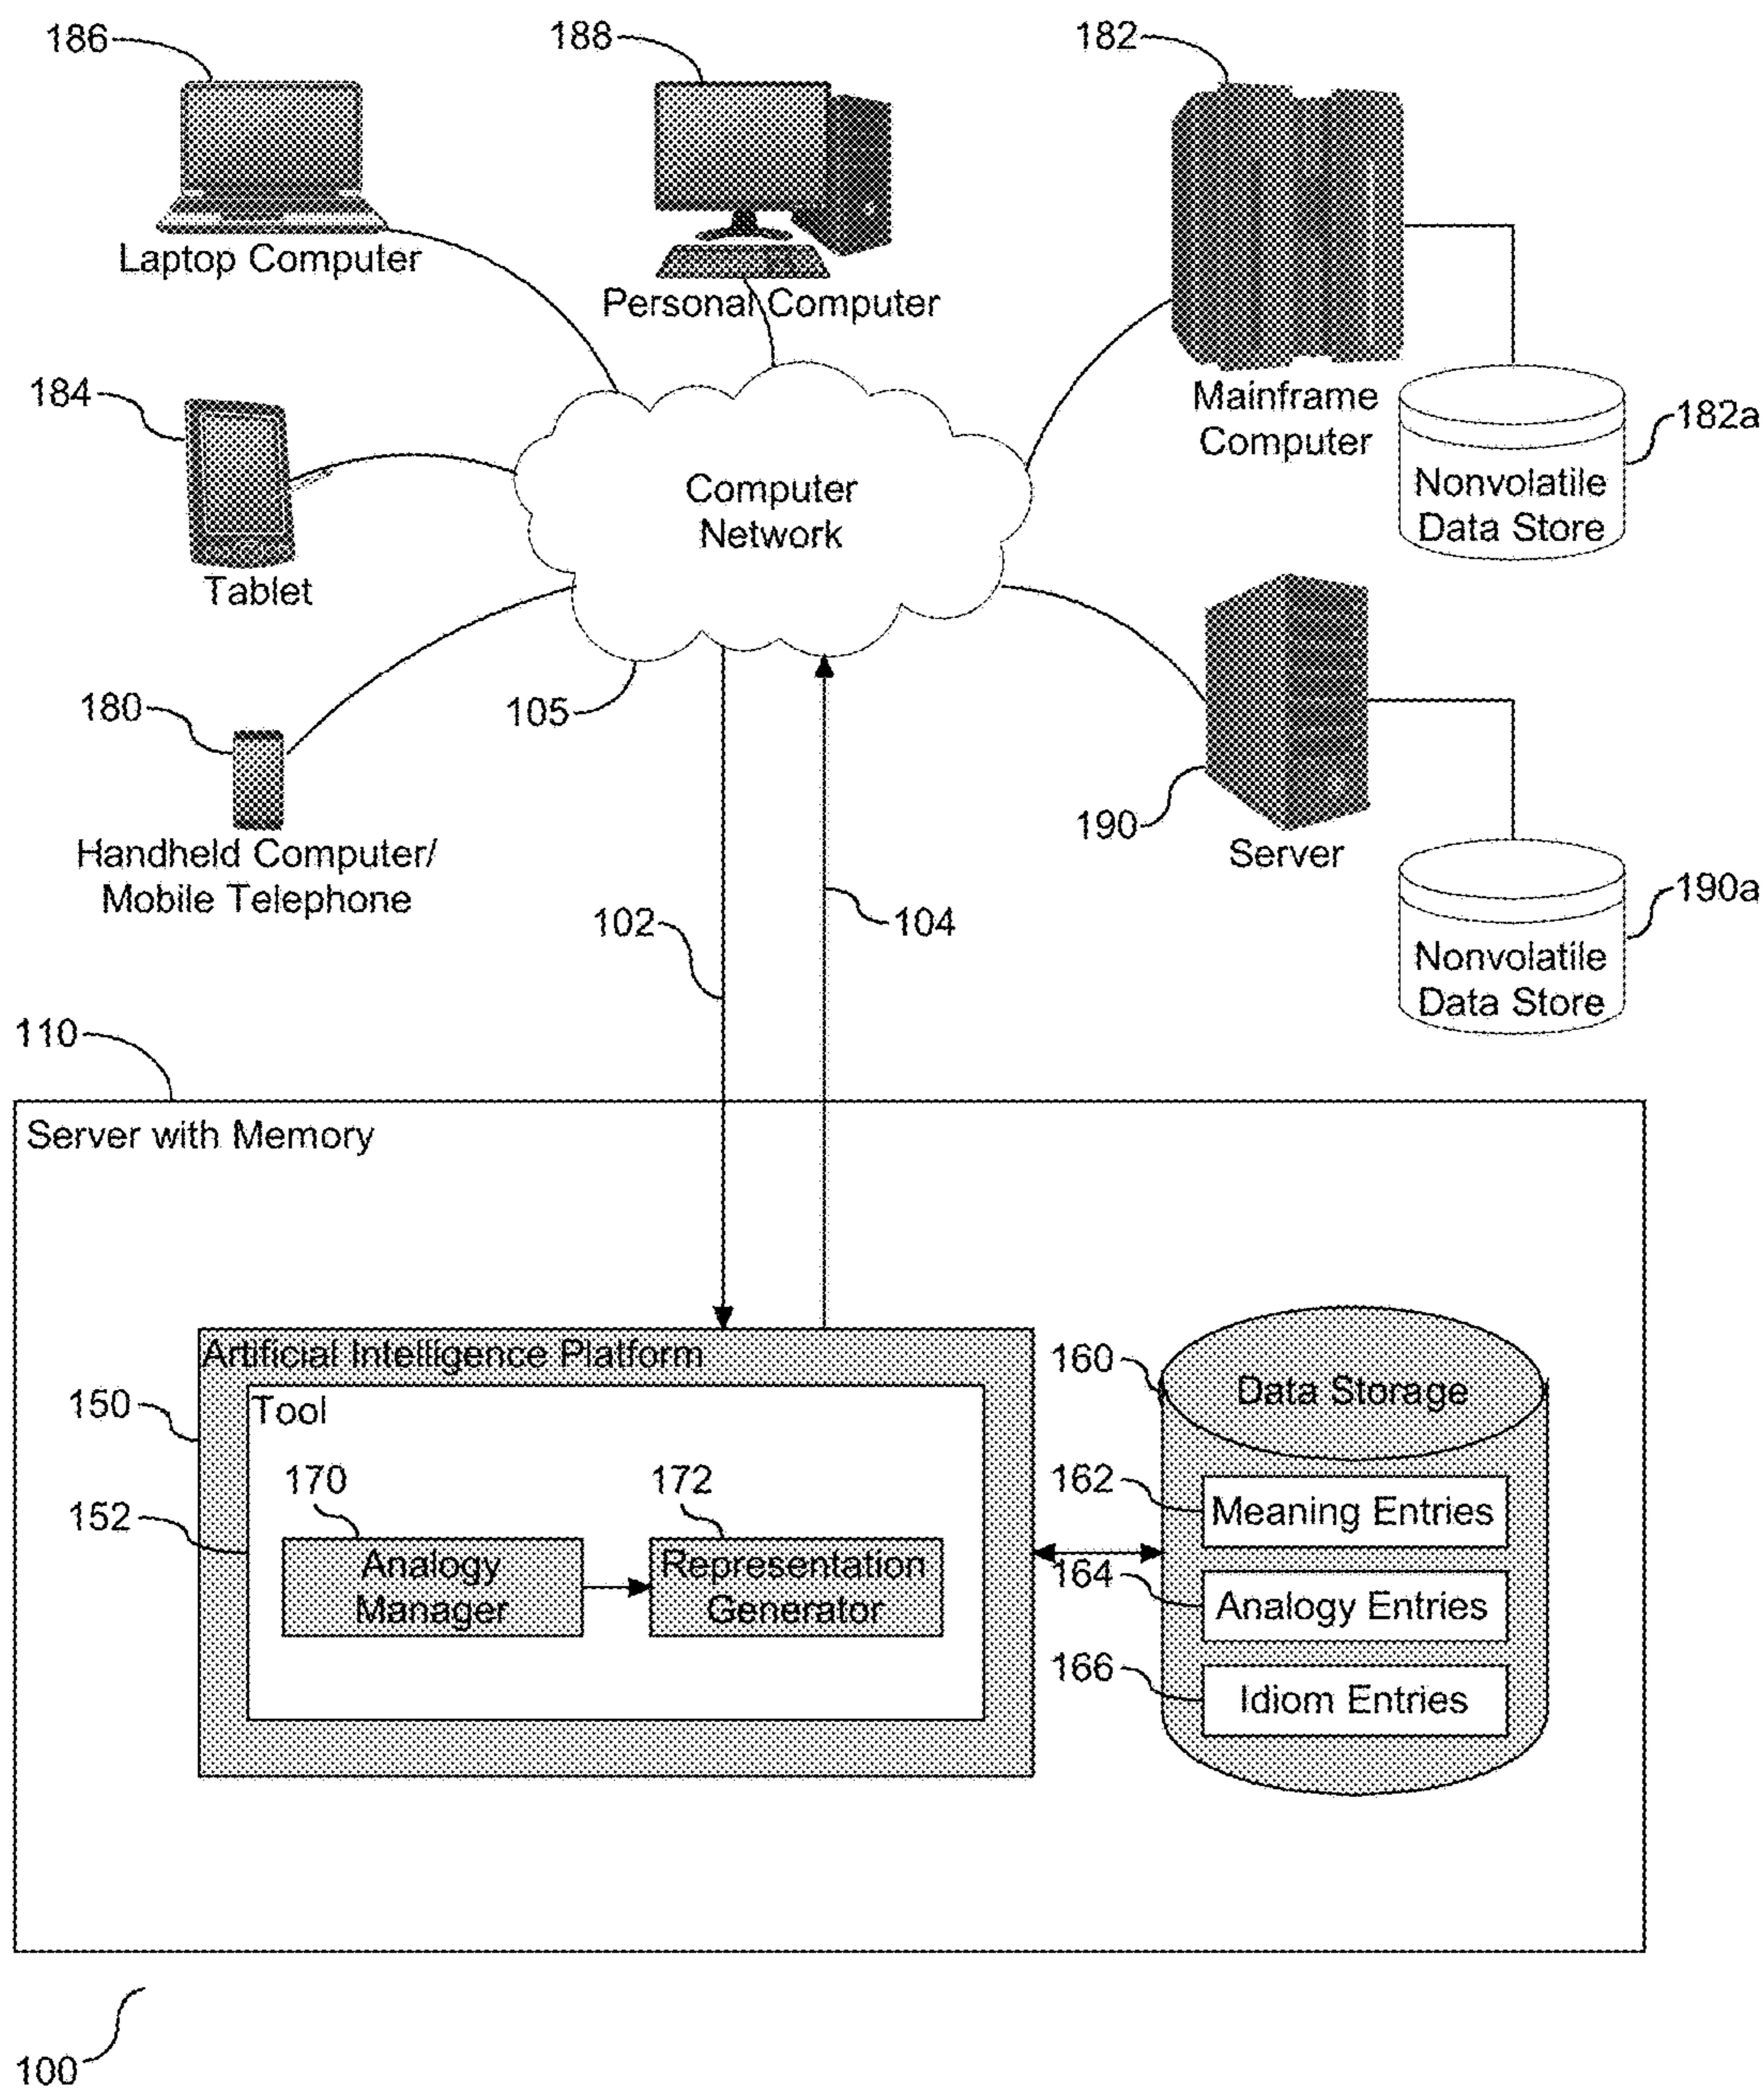 186
188
182
Laptop Computer
Personal Computer
Mainframe
Computer
184
182a
Nonvolatile
Data Store
Computer
Network
Tablet
180
105
190
Server
Handheld Computer/
Mobile Telephone
102
104
190a
Nonvolatile
Data Store
110
Server with Memory
Artificial Intelligence Platform
160
Data Storage
150
Tool
170
172
162
Meaning Entries
152
Analogy
Manager
Representation
Generator
164
Analogy Entries
166
Idiom Entries
100